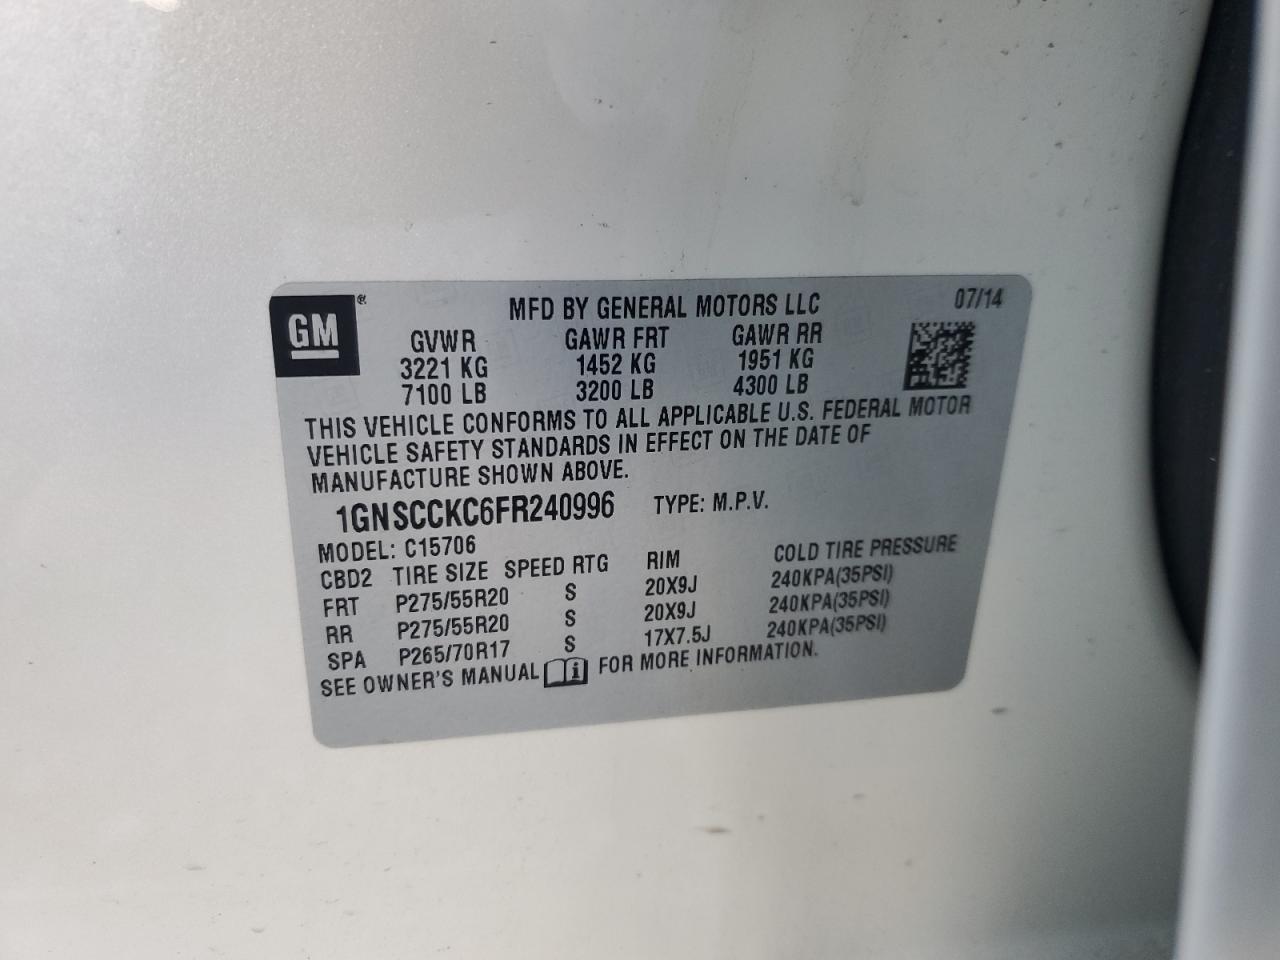 GM®
MFD BY GENERAL MOTORS LLC 07/14
GVWR GAWR FRT GAWR RR
3221 KG 1452 KG 1951 KG
7100 LB 3200 LB 4300 LB
THIS VEHICLE CONFORMS TO ALL APPLICABLE U.S. FEDERAL MOTOR
VEHICLE SAFETY STANDARDS IN EFFECT ON THE DATE OF
MANUFACTURE SHOWN ABOVE.
1GNSCCKC6FR240996 TYPE: M.P.V.
MODEL: C15706
CBD2 TIRE SIZE SPEED RTG RIM COLD TIRE PRESSURE
FRT P275/55R20 S 20X9J 240KPA(35PSI)
RR P275/55R20 S 20X9J 240KPA(35PSI)
SPA P265/70R17 S 17X7.5J 240KPA(35PSI)
SEE OWNER'S MANUAL i FOR MORE INFORMATION.